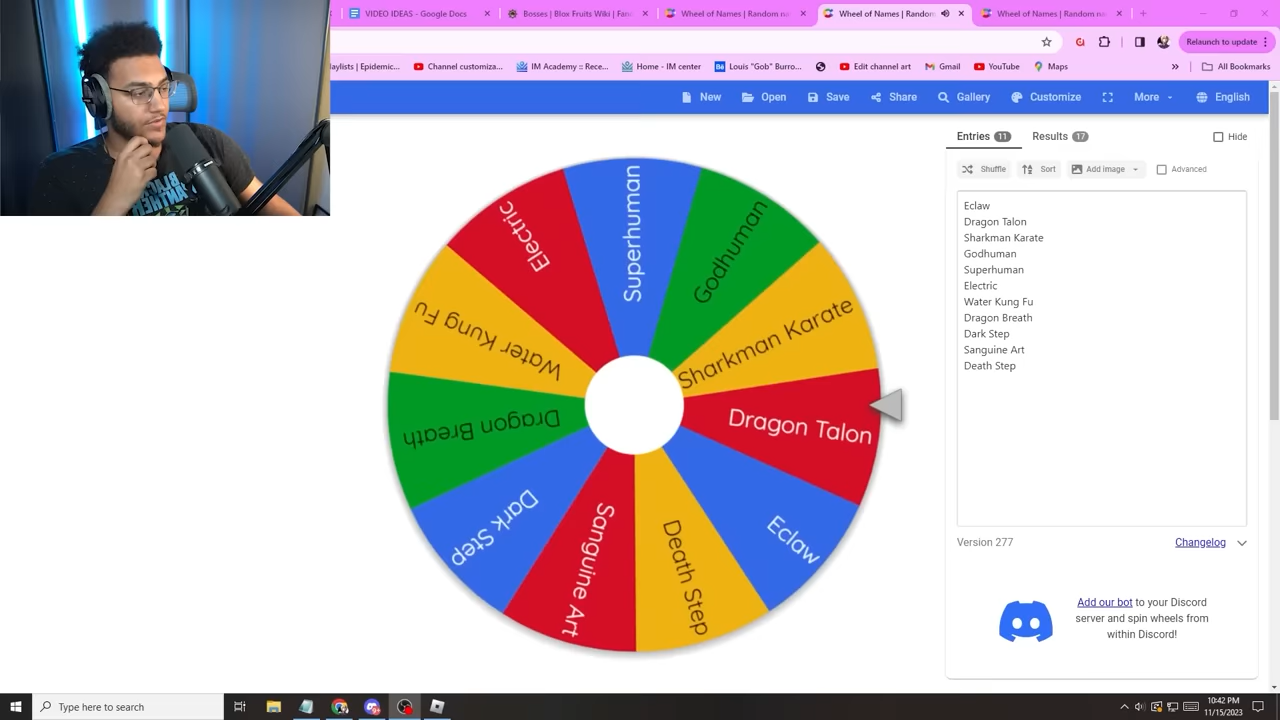 VIDEO IDEAS - Google Docs
Bosses | Blox Fruits Wiki | Fan
Wheel of Names | Random na
Wheel of Names | Random
Wheel of Names | Random na
Relaunch to update
aylists | Epidemic...
Channel customiza...
IM Academy :: Rece...
Home - IM center
Louis "Gob" Burro...
Edit channel art
Gmail
YouTube
Maps
All Bookmarks
New
Open
Save
Share
Gallery
Customize
More
English
Entries 11
Results 17
Hide
Shuffle
Sort
Add image
Advanced
Eclaw
Dragon Talon
Sharkman Karate
Godhuman
Superhuman
Electric
Water Kung Fu
Dragon Breath
Dark Step
Sanguine Art
Death Step
Superhuman
Godhuman
Sharkman Karate
Dragon Talon
Eclaw
Death Step
Sanguine Art
Dark Step
Dragon Breath
Water Kung Fu
Electric
Version 277
Changelog
Add our bot to your Discord
server and spin wheels from
within Discord!
BLACK
PANTHER
Type here to search
10:42 PM
11/15/2023